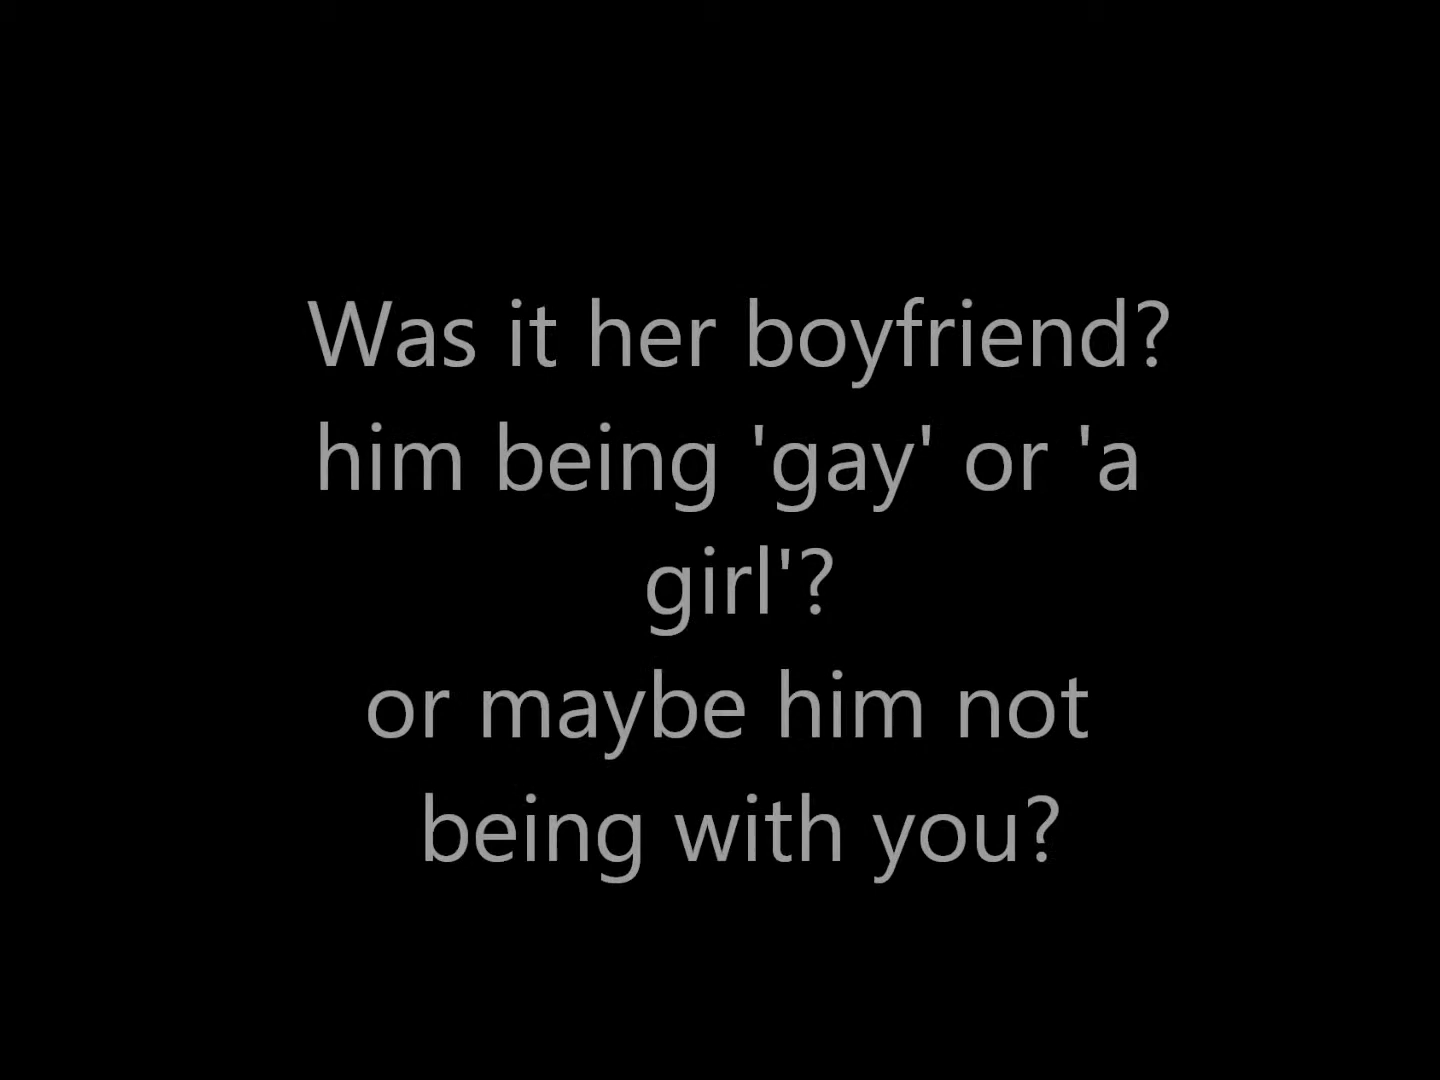 Was it her boyfriend?
him being 'gay' or 'a
girl'?
or maybe him not
being with you?